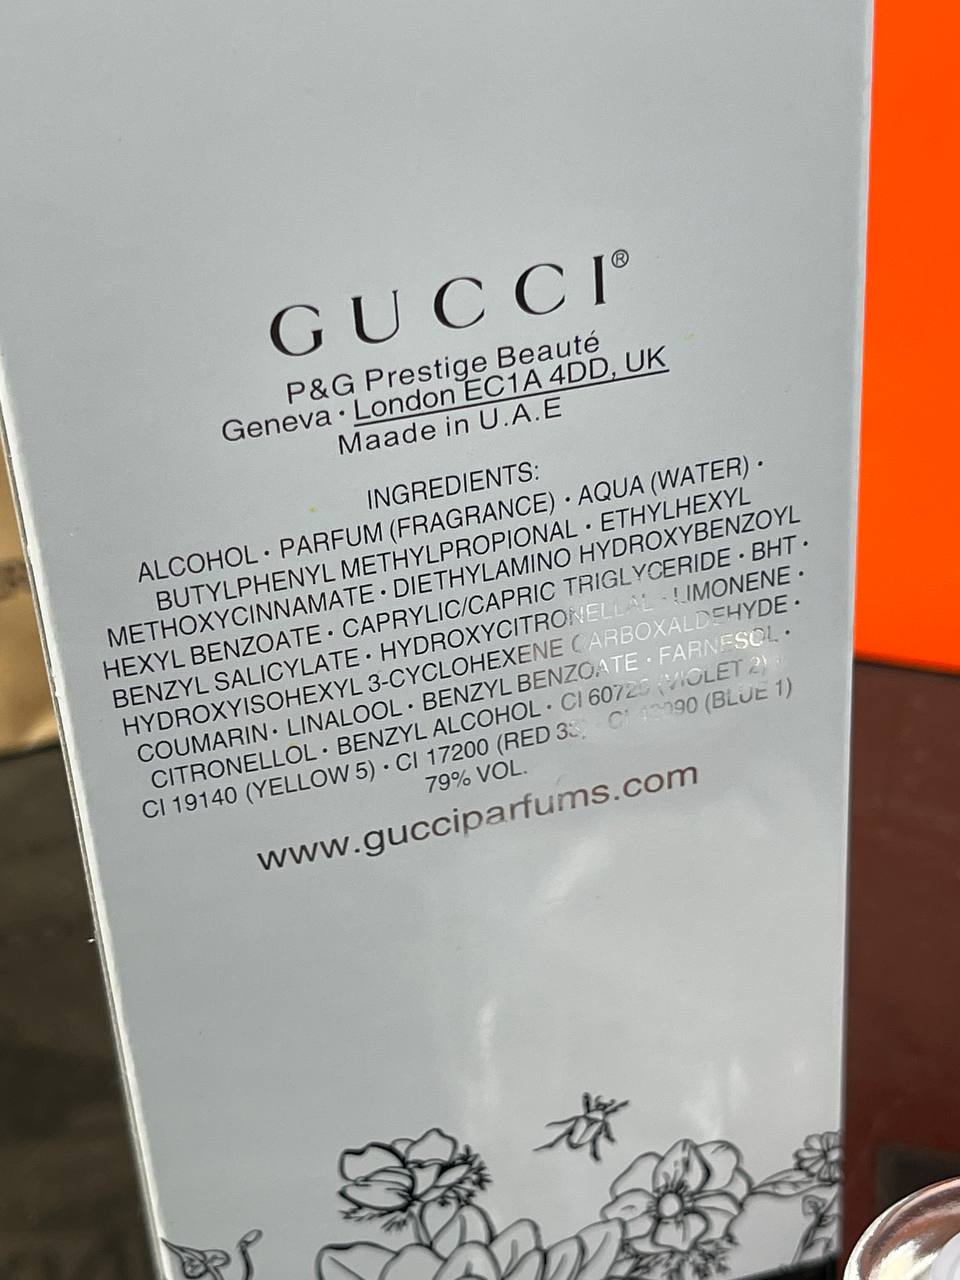 GUCCI®
P&G Prestige Beauté
Geneva · London EC1A 4DD, UK
Maade in U.A.E
INGREDIENTS:
ALCOHOL · PARFUM (FRAGRANCE) · AQUA (WATER) ·
BUTYLPHENYL METHYLPROPIONAL · ETHYLHEXYL
METHOXYCINNAMATE · DIETHYLAMINO HYDROXYBENZOYL
HEXYL BENZOATE · CAPRYLIC/CAPRIC TRIGLYCERIDE · BHT ·
BENZYL SALICYLATE · HYDROXYCITRONELLAL · LIMONENE ·
HYDROXYISOHEXYL 3-CYCLOHEXENE CARBOXALDEHYDE ·
COUMARIN · LINALOOL · BENZYL BENZOATE · FARNESOL ·
CITRONELLOL · BENZYL ALCOHOL · CI (VIOLET 2)
CI 19140 (YELLOW 5) · CI 17200 (RED · (BLUE 1)
79% VOL.
www.gucciparfums.com